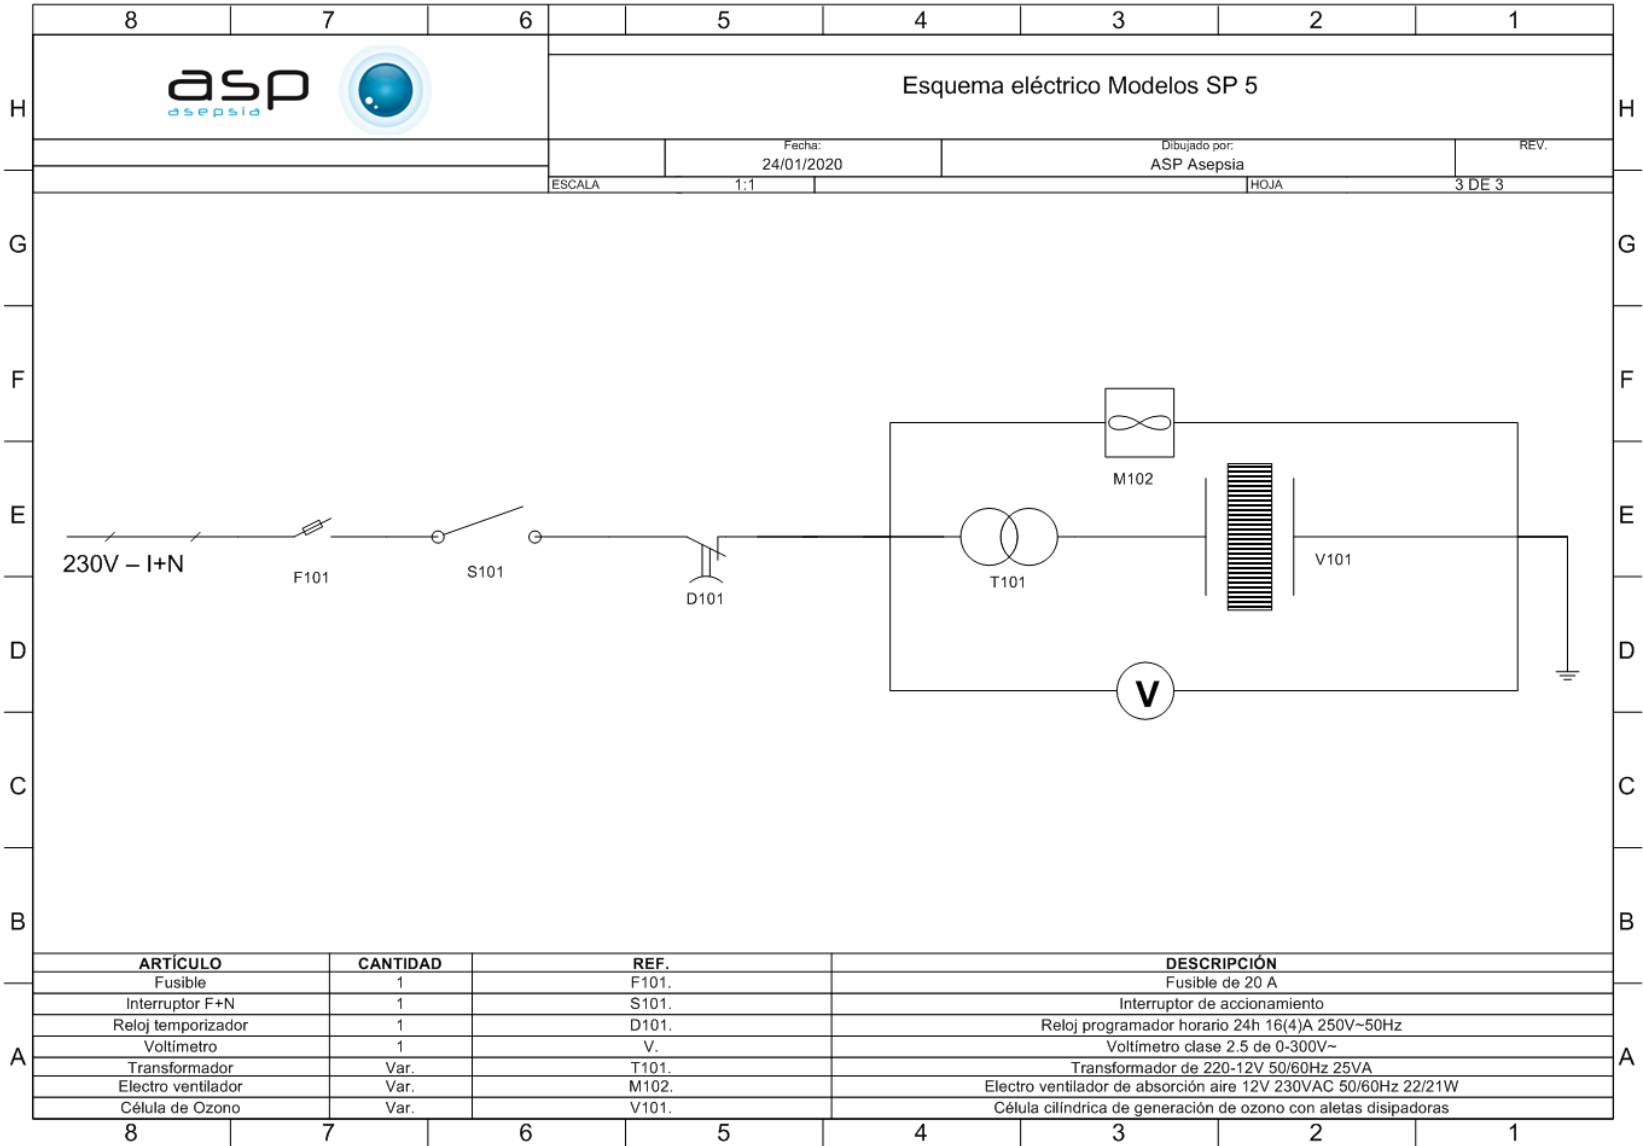 8 7 6 5 4 3 2 1
asp
asepsia
Esquema eléctrico Modelos SP 5
H H
Fecha: Dibujado por: REV.
24/01/2020 ASP Asepsia
ESCALA 1:1 HOJA 3 DE 3
G G
F F
M102
E E
230V – I+N
F101
S101
D101
T101
V101
D D
V
C C
B B
ARTÍCULO CANTIDAD REF. DESCRIPCIÓN
Fusible 1 F101. Fusible de 20 A
Interruptor F+N 1 S101. Interruptor de accionamiento
Reloj temporizador 1 D101. Reloj programador horario 24h 16(4)A 250V~50Hz
Voltímetro 1 V. Voltímetro clase 2.5 de 0-300V~
A A
Transformador Var. T101. Transformador de 220-12V 50/60Hz 25VA
Electro ventilador Var. M102. Electro ventilador de absorción aire 12V 230VAC 50/60Hz 22/21W
Célula de Ozono Var. V101. Célula cilíndrica de generación de ozono con aletas disipadoras
8 7 6 5 4 3 2 1